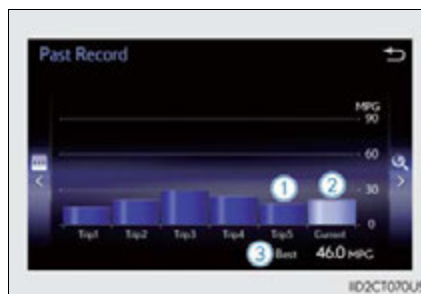 Past Record
MPG
90
60
30
0
1
2
Trip1 Trip2 Trip3 Trip4 Trip5 Current
3 Best 46.0 MPG
IID2CT070US